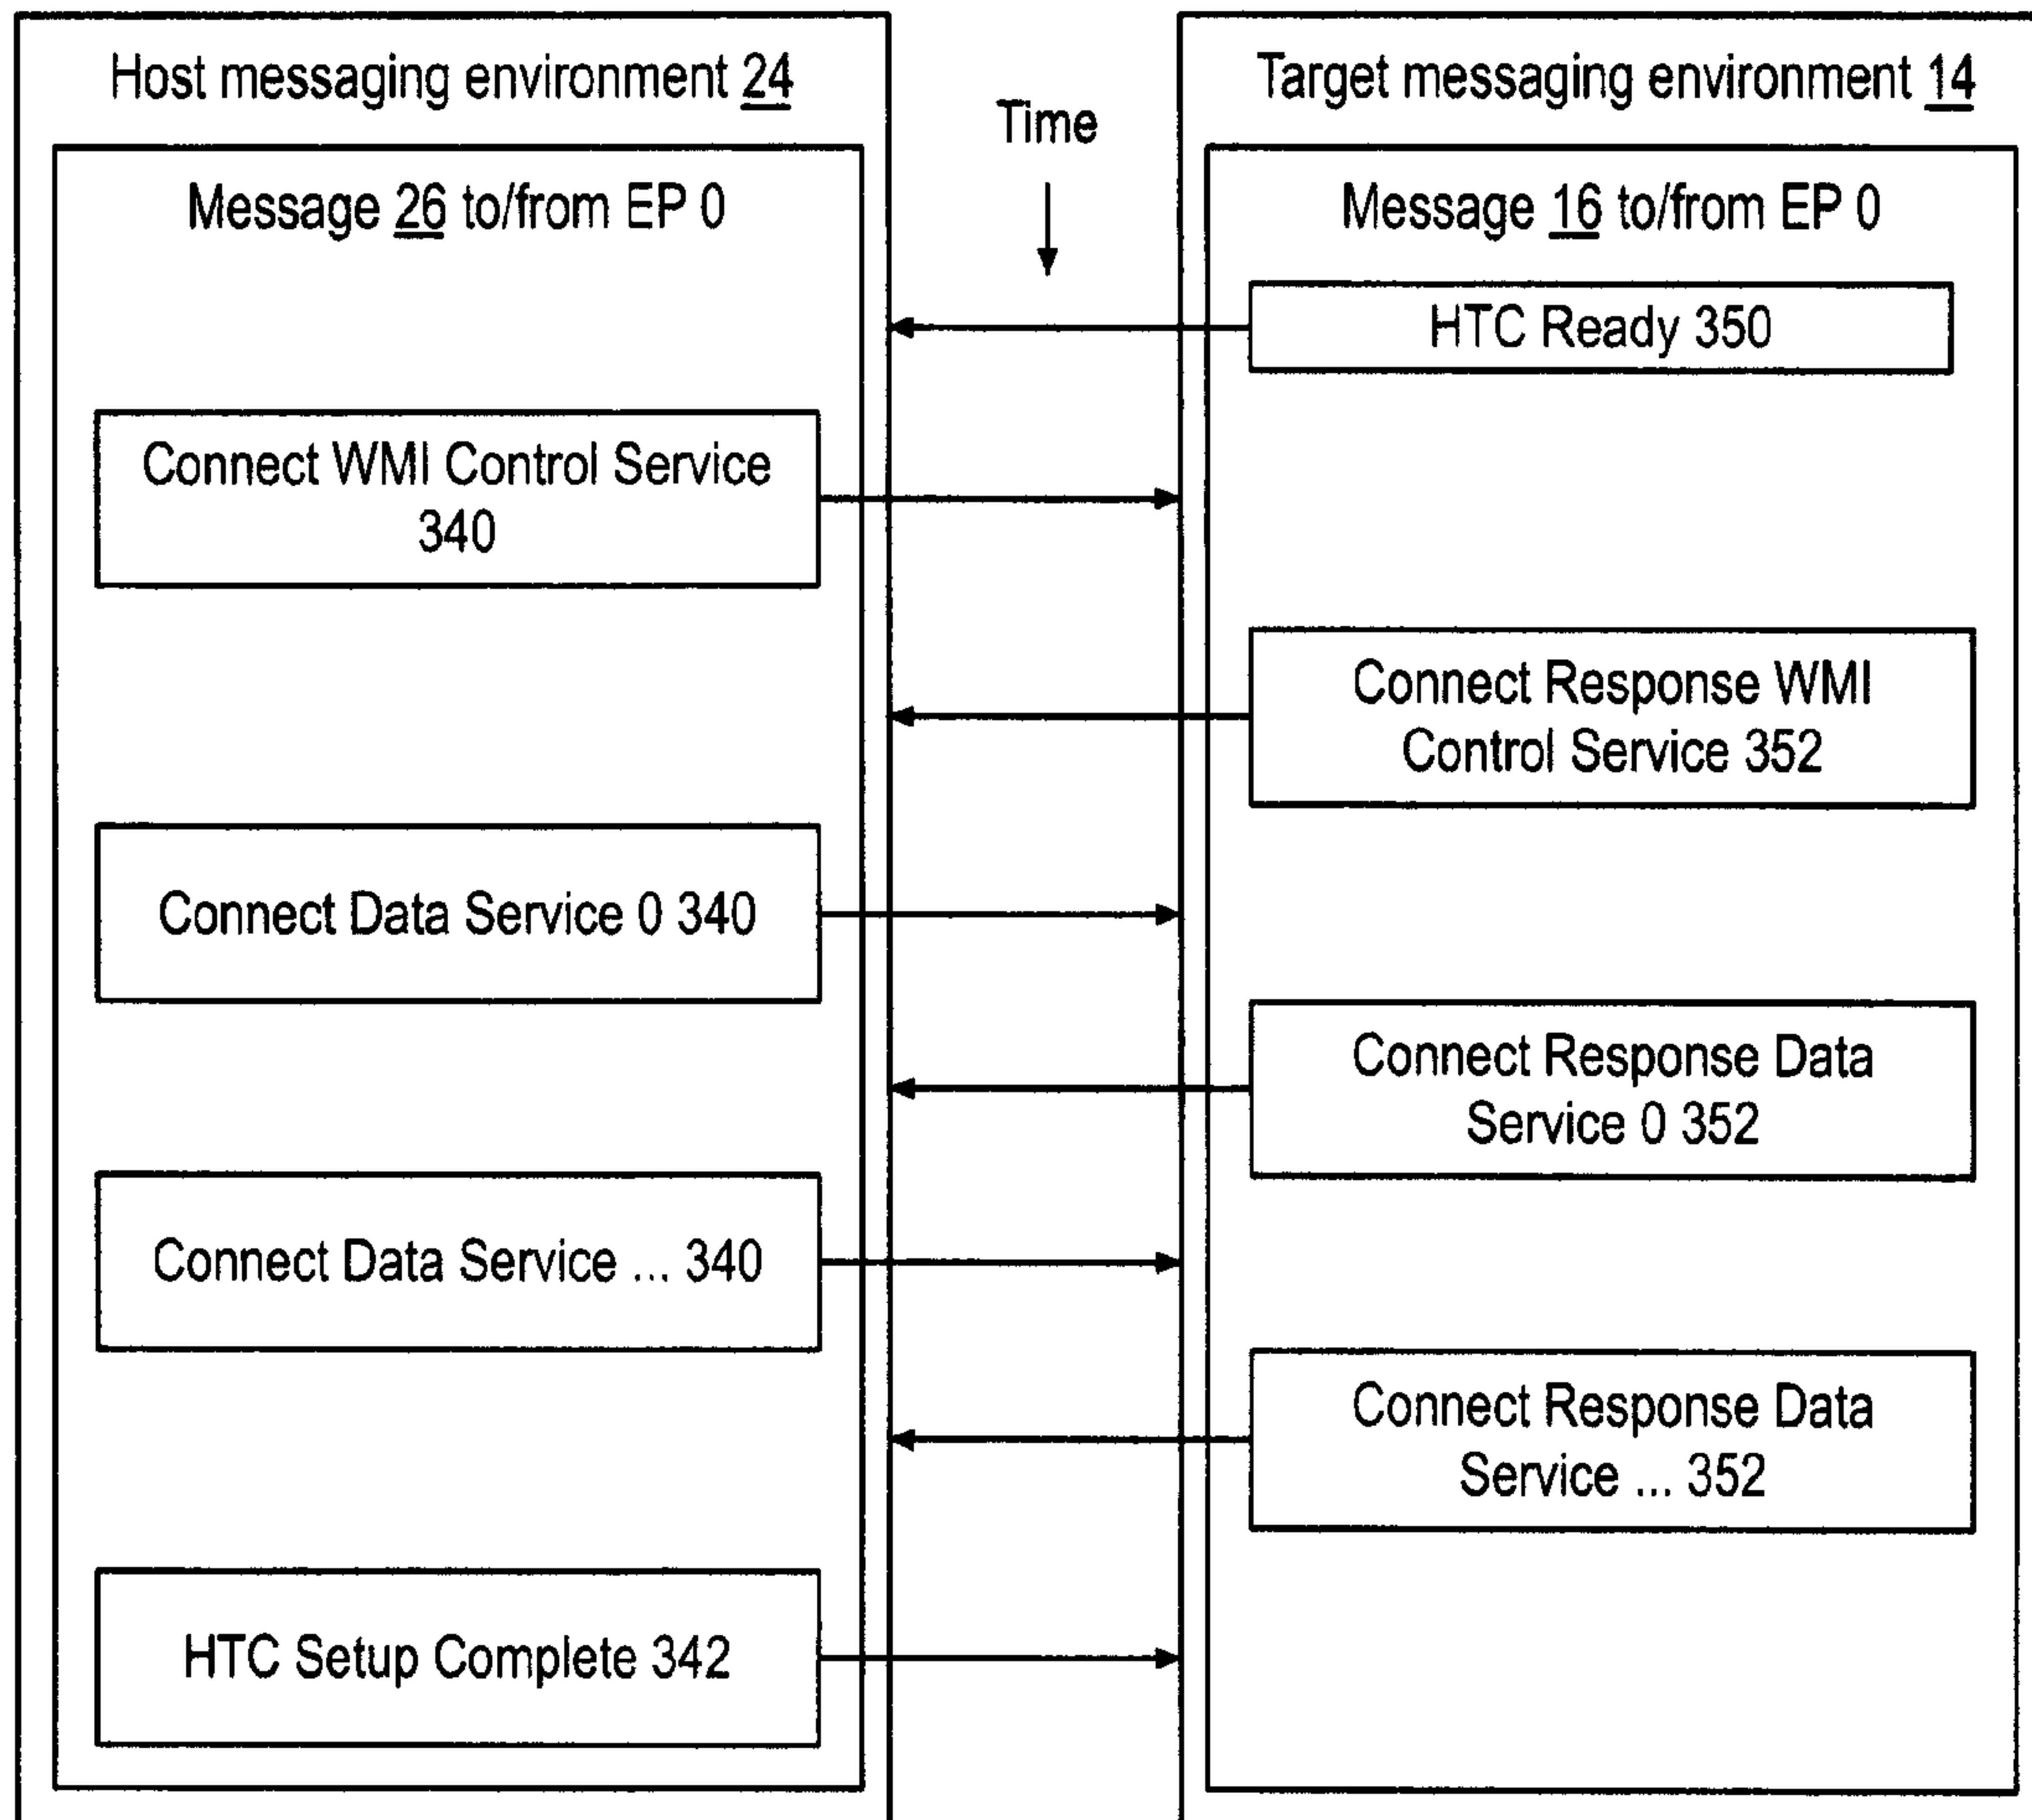 Host messaging environment 24
Message 26 to/from EP 0
Time
Target messaging environment 14
Message 16 to/from EP 0
HTC Ready 350
Connect WMI Control Service
340
Connect Response WMI
Control Service 352
Connect Data Service 0 340
Connect Response Data
Service 0 352
Connect Data Service ... 340
Connect Response Data
Service ... 352
HTC Setup Complete 342